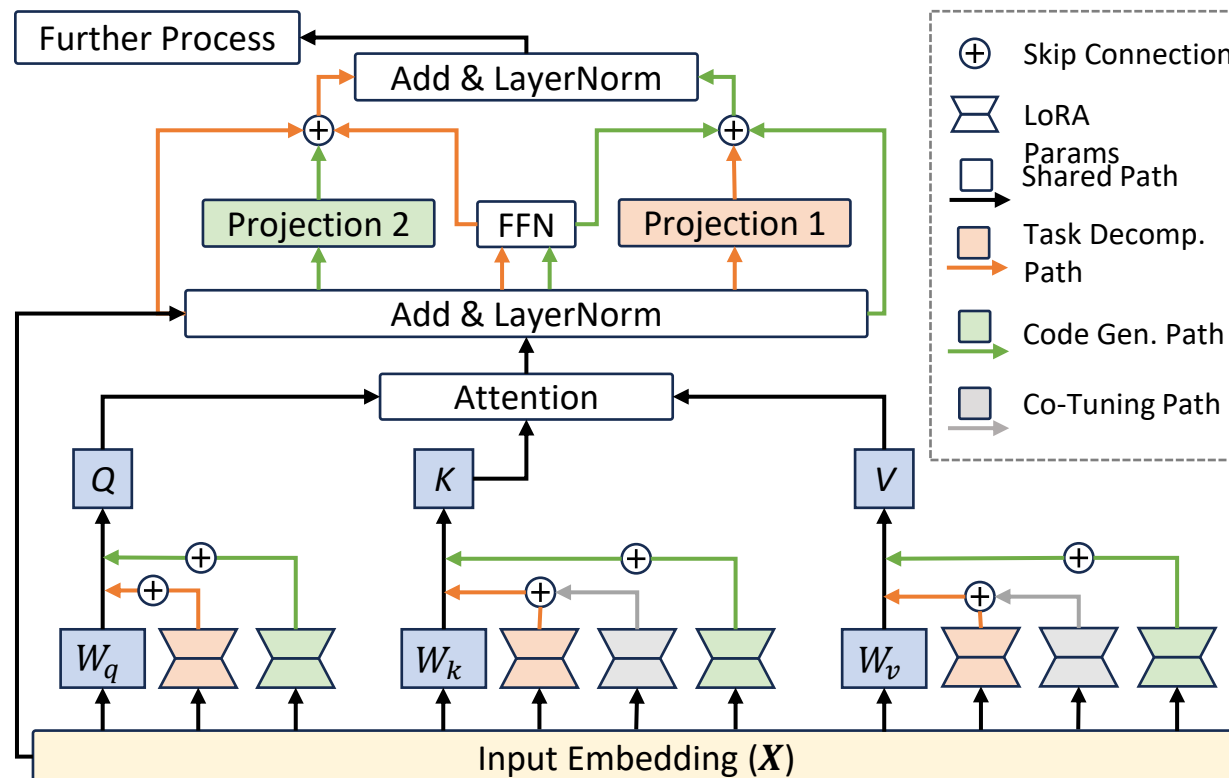 Further Process
Add & LayerNorm
Projection 2
FFN
Projection 1
Add & LayerNorm
Attention
Q
K
V
W_q
W_k
W_v
Input Embedding (X)
Skip Connection
LoRA
Params
Shared Path
Task Decomp.
Path
Code Gen. Path
Co-Tuning Path